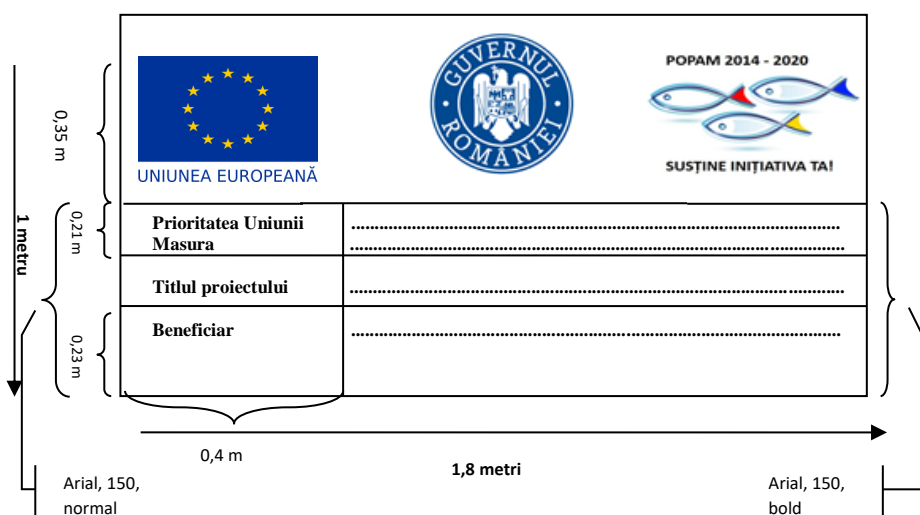 POPAM 2014 - 2020
GUVERNUL ROMÂNIEI
UNIUNEA EUROPEANĂ
SUSȚINE INIȚIATIVA TA!
0,35 m
1 metru
0,21 m
Prioritatea Uniunii
Masura
Titlul proiectului
Beneficiar
0,23 m
0,4 m
1,8 metri
Arial, 150,
normal
Arial, 150,
bold